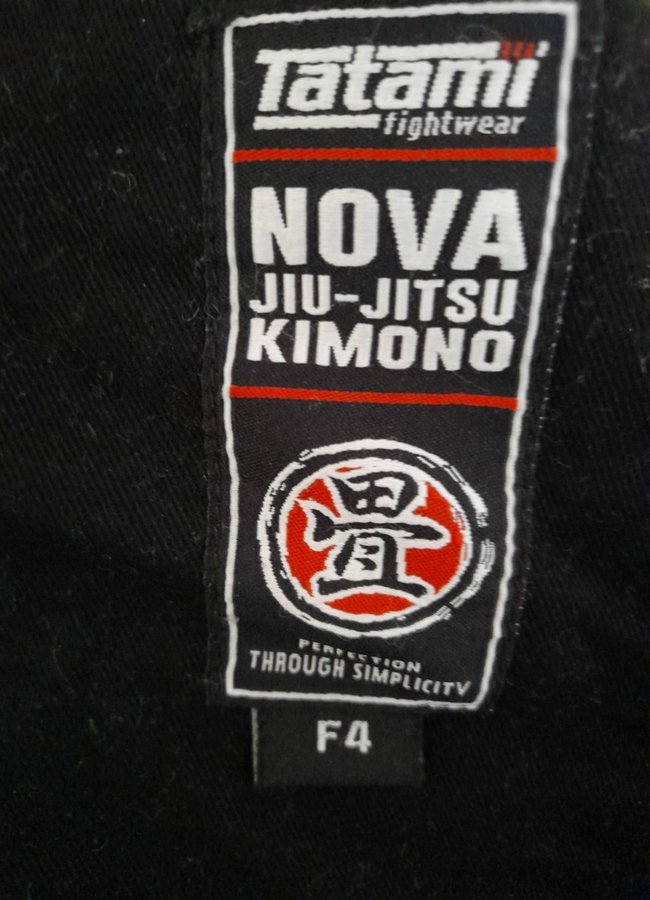 Tatami
fightwear
NOVA
JIU-JITSU
KIMONO
畳
PERFECTION
THROUGH SIMPLICITY
F4